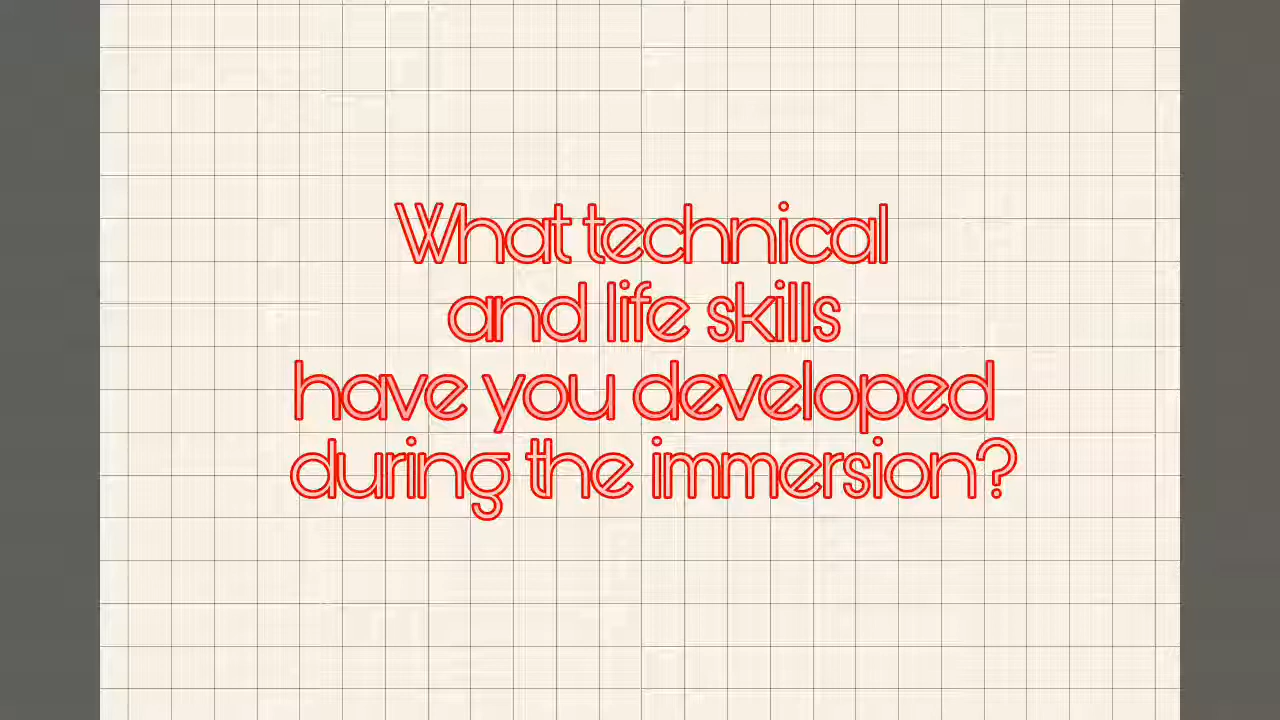 What technical
and life skills
have you developed
during the immersion?